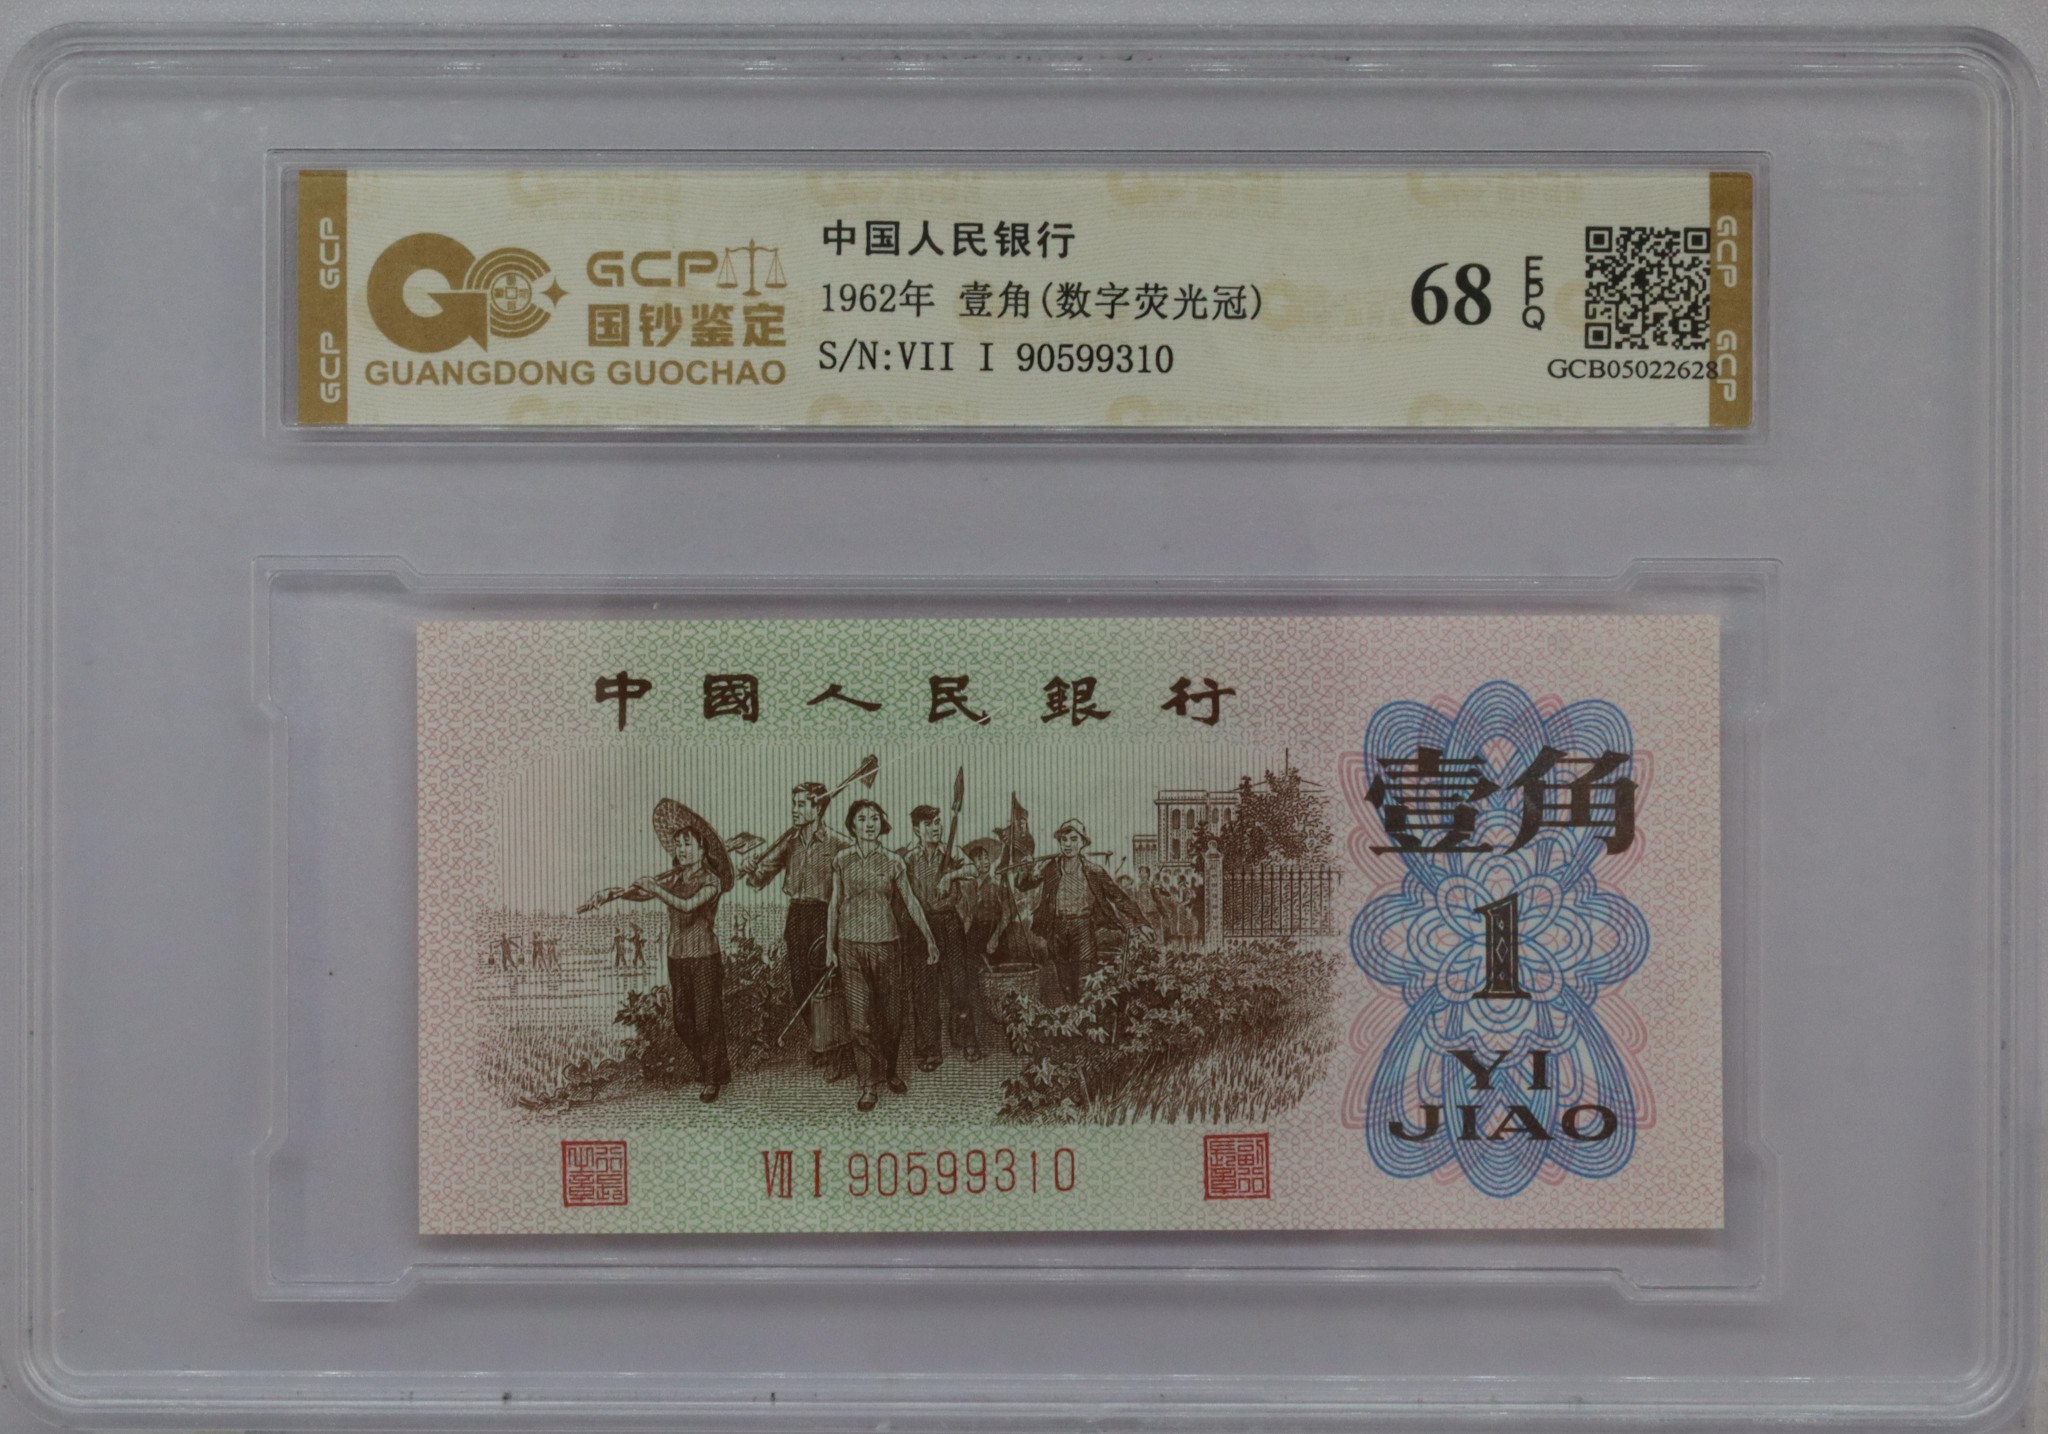 GCP
GCP
GCP
国钞鉴定
GUANGDONG GUOCHAO
中国人民银行
1962年 壹角(数字荧光冠)
S/N:VII I 90599310
68
EPQ
GCB05022628
GCP
GCP
中國人民銀行
壹角
1
YI
JIAO
VII I 90599310